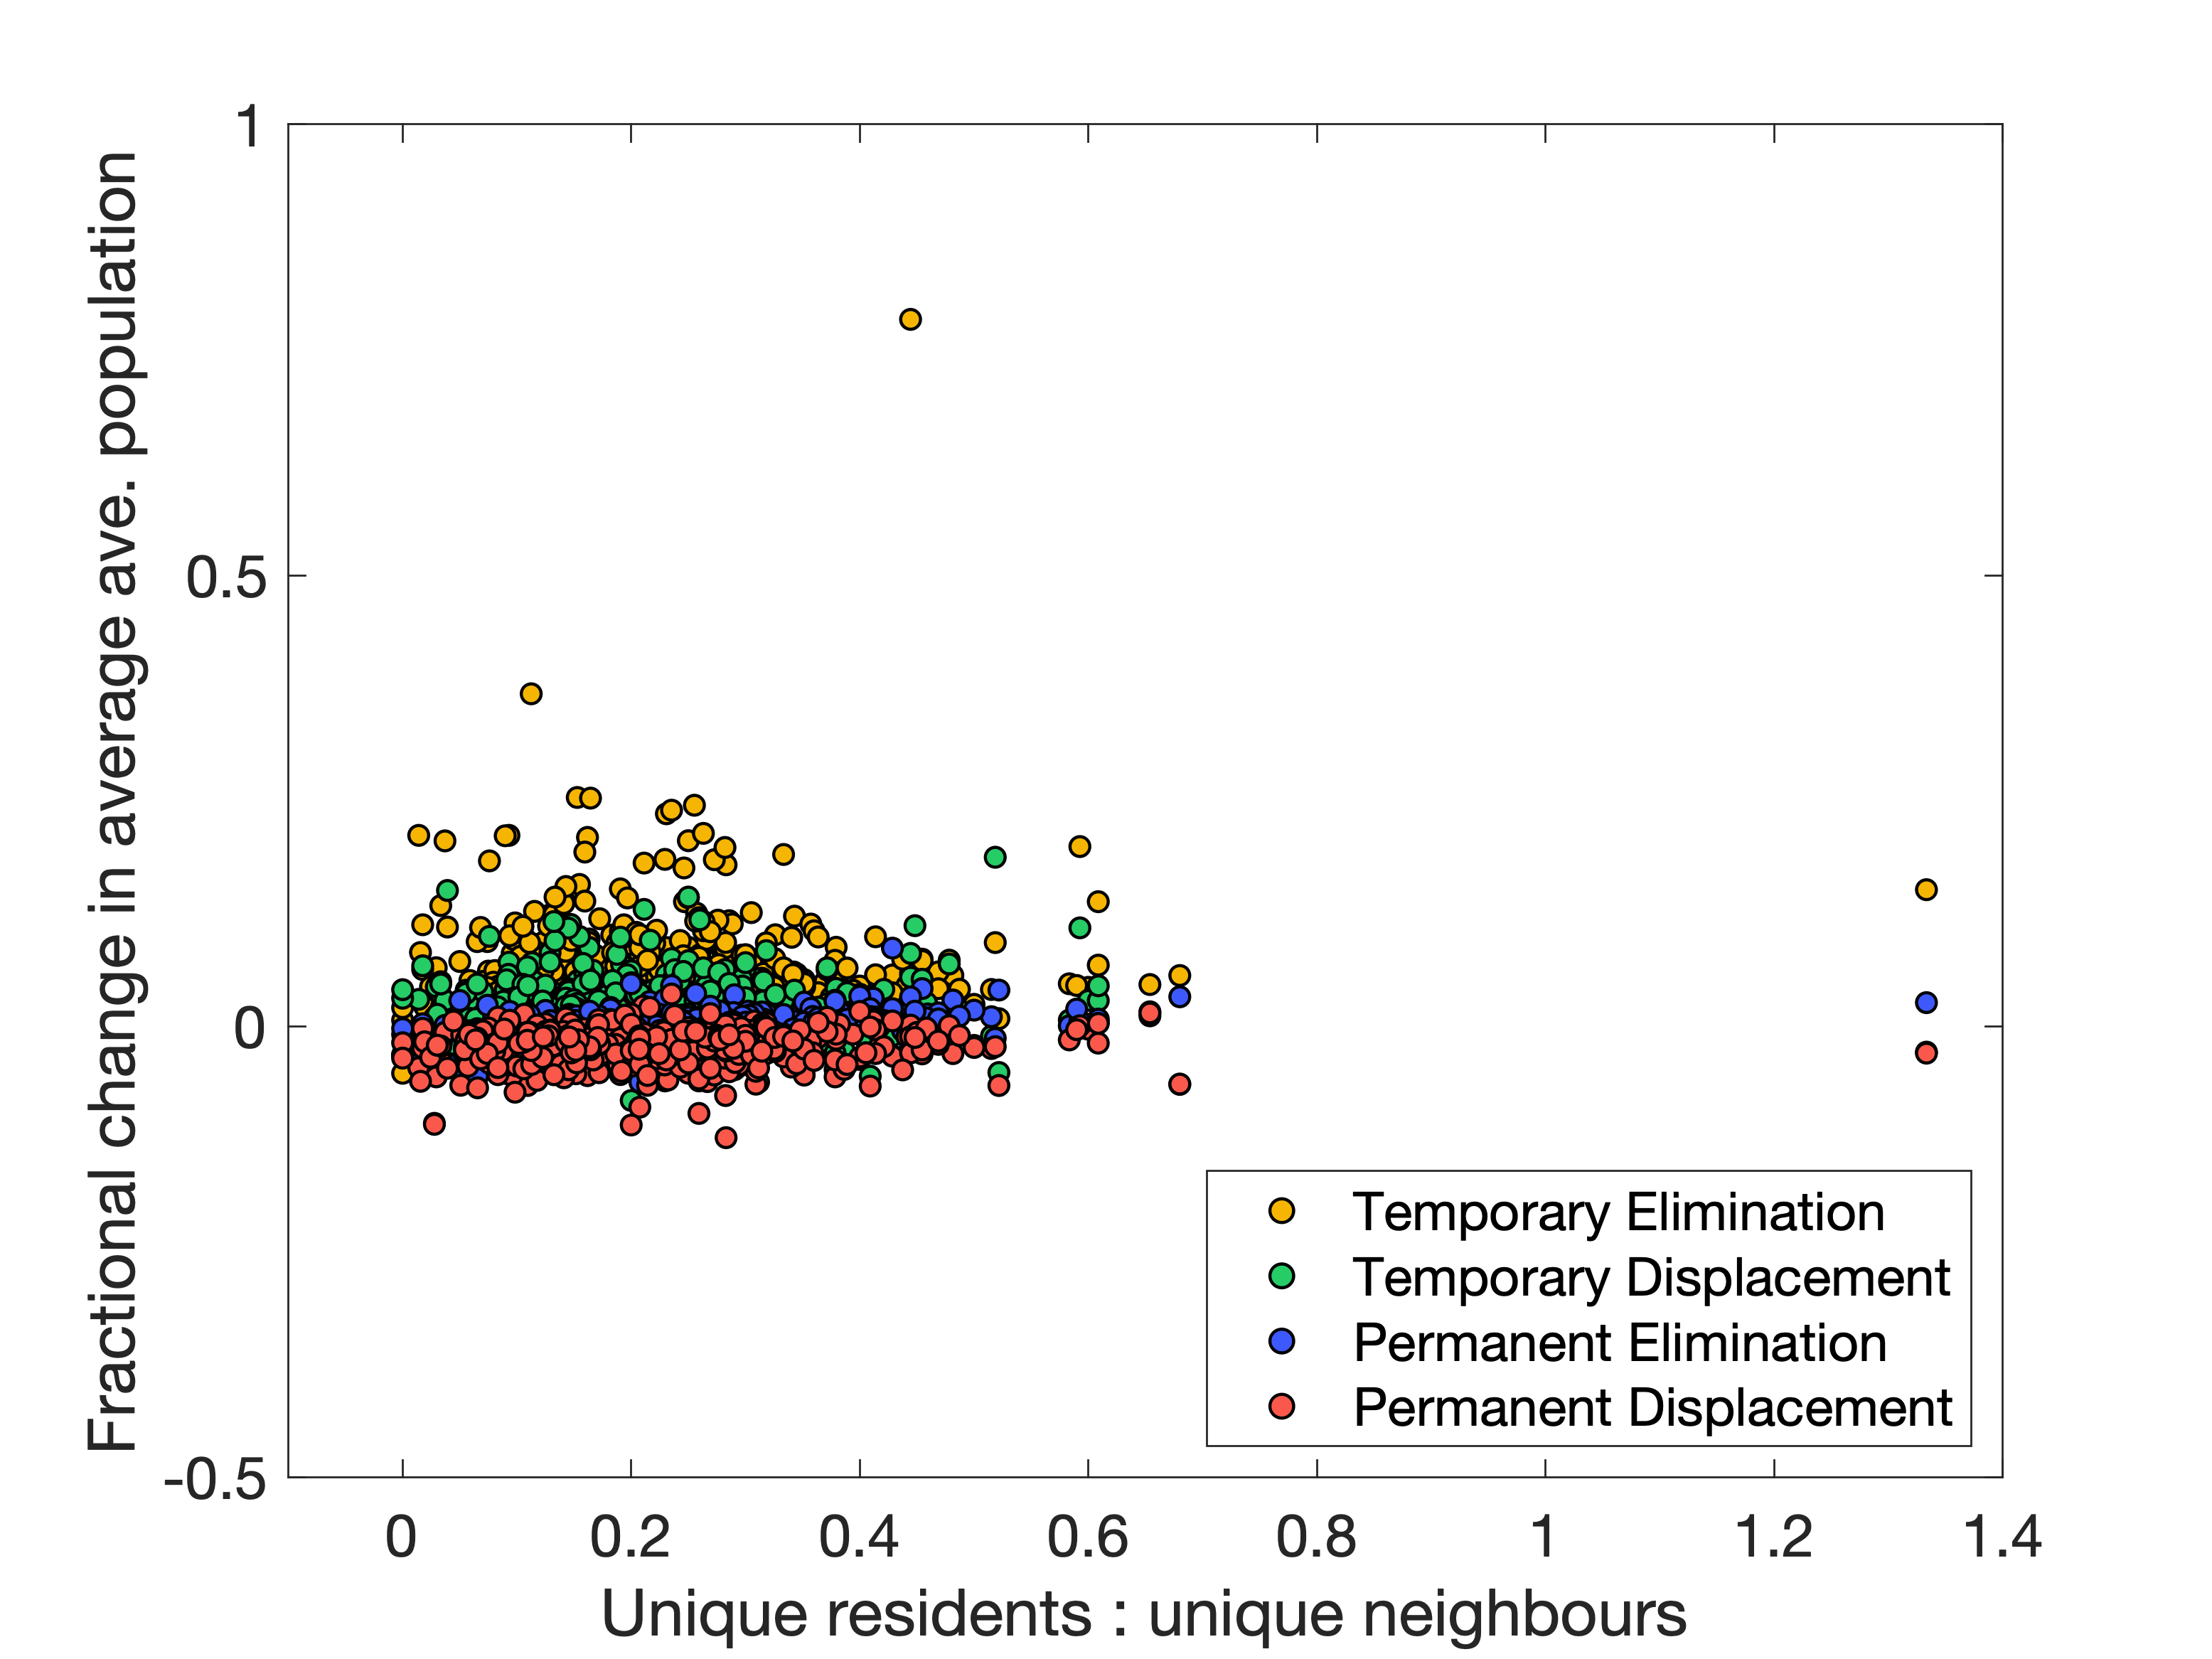 Fractional change in average ave. population
1
0.5
0
-0.5
Temporary Elimination
Temporary Displacement
Permanent Elimination
Permanent Displacement
0 0.2 0.4 0.6 0.8 1 1.2 1.4
Unique residents : unique neighbours